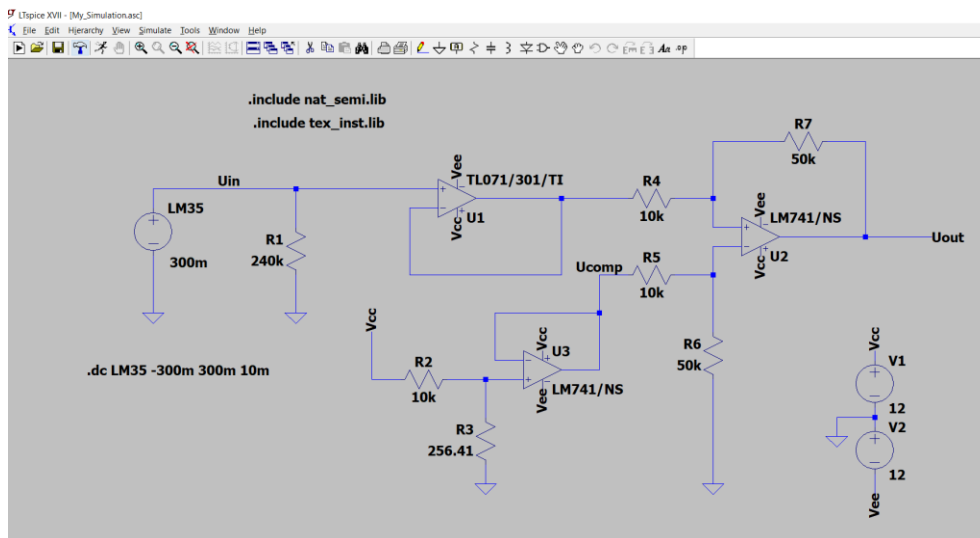 LTspice XVII - [My_Simulation.asc]
File Edit Hierarchy View Simulate Tools Window Help
.include nat_semi.lib
.include tex_inst.lib
Uin
LM35
+
−
300m
R1
240k
Vee
TL071/301/TI
+
−
−
+
Vcc
U1
R4
10k
R7
50k
Vee
LM741/NS
+
−
−
+
Vcc
U2
Uout
Ucomp
R5
10k
R6
50k
.dc LM35 -300m 300m 10m
Vcc
R2
10k
R3
256.41
Vcc
U3
−
+
+
−
Vee
LM741/NS
Vcc
V1
+
−
12
V2
+
−
12
Vee